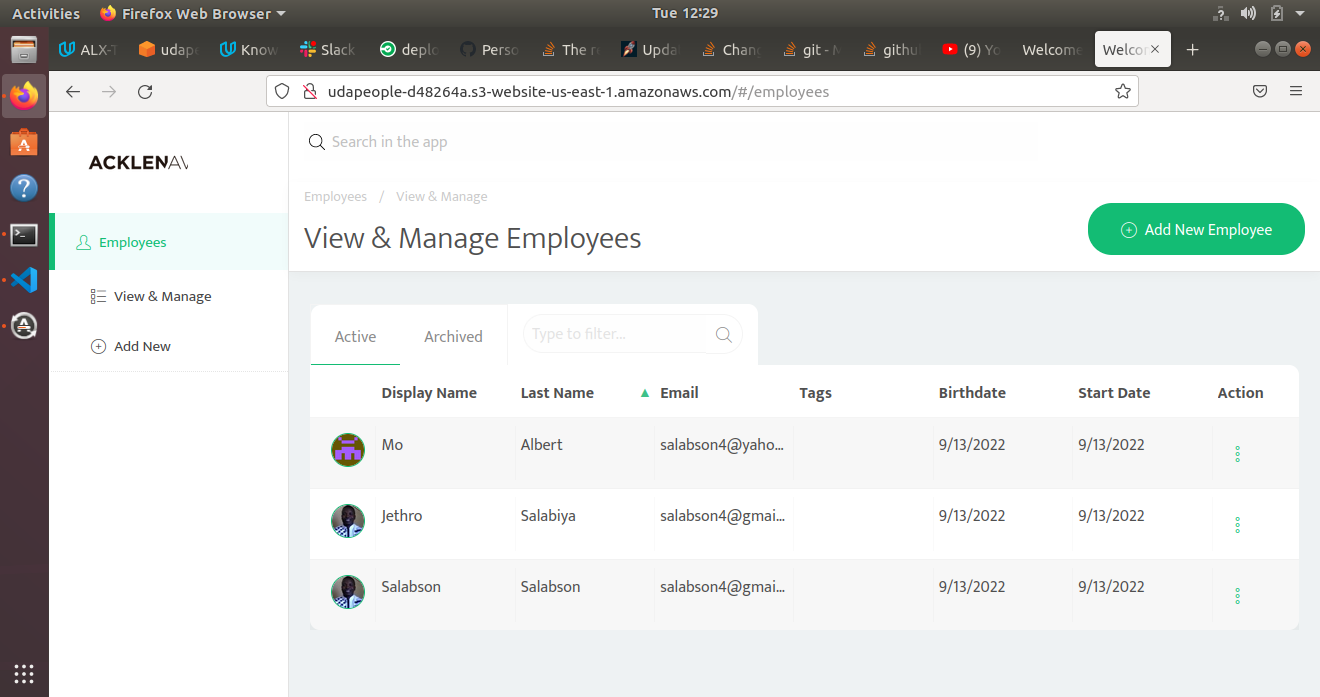 Activities Firefox Web Browser Tue 12:29
ALX-T udape Know Slack deplo Perso The r Upda Chang git - M githu (9) Yo Welcome Welcor
udapeople-d48264a.s3-website-us-east-1.amazonaws.com/#/employees
ACKLENAV
Search in the app
Employees / View & Manage
View & Manage Employees
Add New Employee
Employees
View & Manage
Add New
Active Archived Type to filter...
Display Name Last Name ▲ Email Tags Birthdate Start Date Action
Mo Albert salabson4@yaho... 9/13/2022 9/13/2022
Jethro Salabiya salabson4@gmai... 9/13/2022 9/13/2022
Salabson Salabson salabson4@gmai... 9/13/2022 9/13/2022